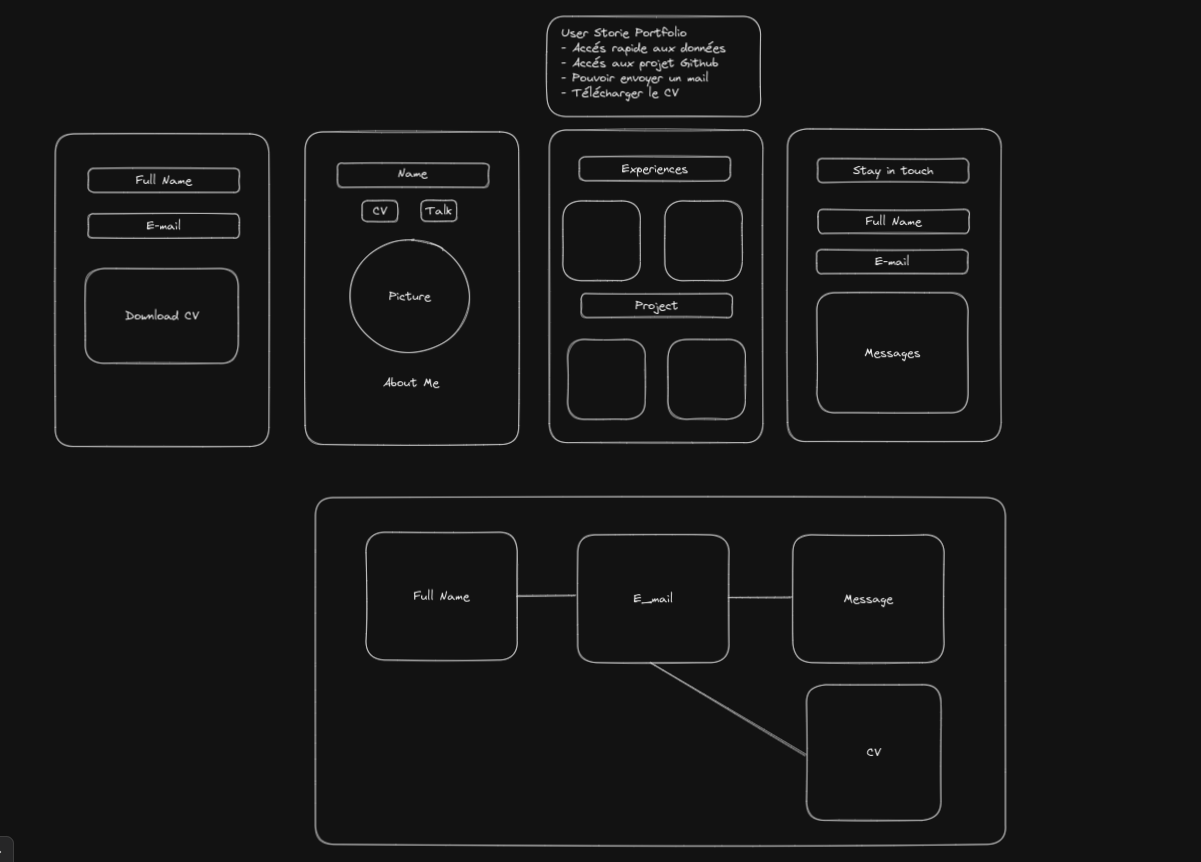 User Storie Portfolio
- Accés rapide aux données
- Accés aux projet Github
- Pouvoir envoyer un mail
- Télécharger le CV
Full Name
E-mail
Download CV
Name
CV
Talk
Picture
About Me
Experiences
Project
Stay in touch
Full Name
E-mail
Messages
Full Name
E_mail
Message
CV